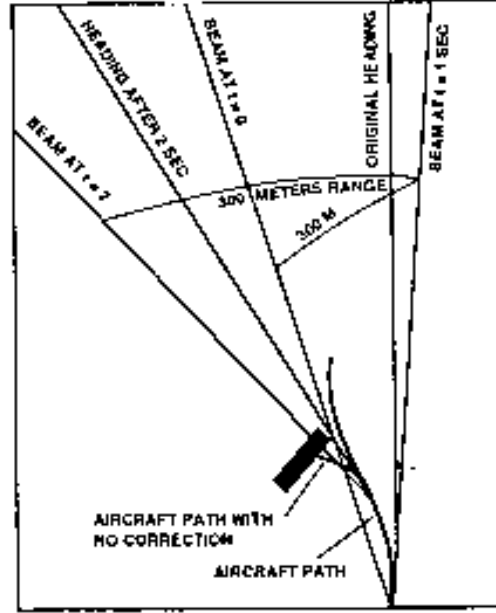 HEADING AFTER 2 SEC
BEAM AT t = 0
ORIGINAL HEADING
BEAM AT t = 1 SEC
BEAM AT t = 2
300 METERS RANGE
300 M
AIRCRAFT PATH WITH
NO CORRECTION
AIRCRAFT PATH